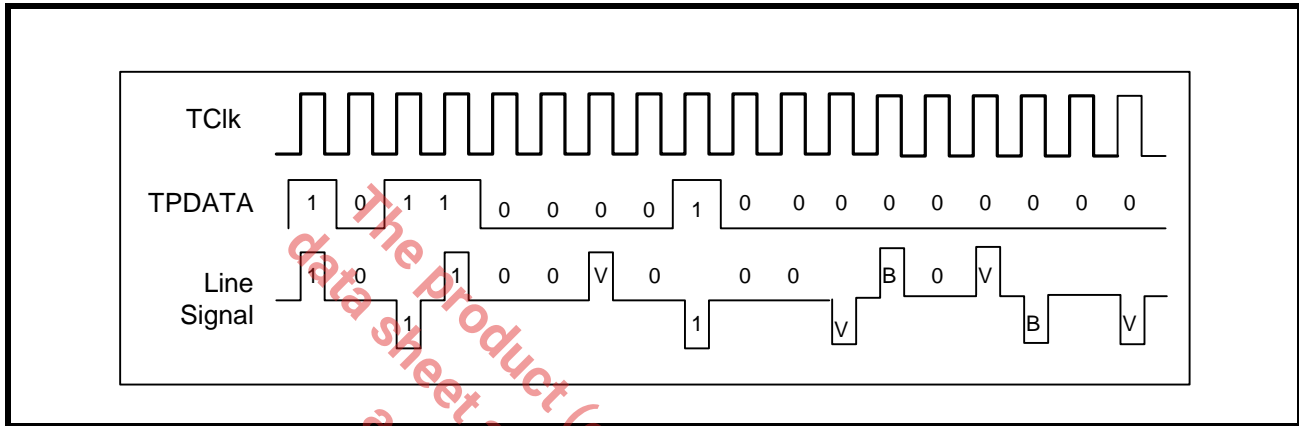 TClk
TPDATA 1 0 1 1 0 0 0 0 1 0 0 0 0 0 0 0 0 0
Line Signal 1 0 1 1 0 0 V 0 1 0 0 V B 0 V B V
The product (
data sheet
a